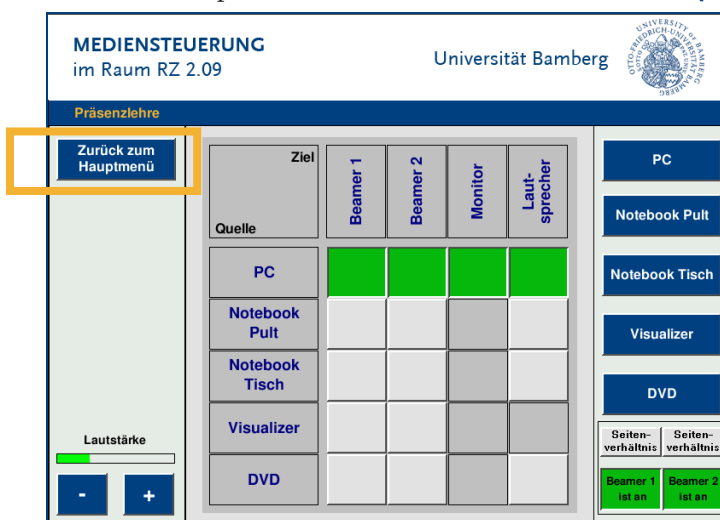 MEDIENSTEUERUNG
im Raum RZ 2.09
Universität Bamberg
Präsenzlehre
Zurück zum
Hauptmenü
Ziel
Quelle
Beamer 1
Beamer 2
Monitor
Laut-
sprecher
PC
Notebook
Pult
Notebook
Tisch
Visualizer
DVD
Lautstärke
-
+
PC
Notebook Pult
Notebook Tisch
Visualizer
DVD
Seiten-
verhältnis
Seiten-
verhältnis
Beamer 1
ist an
Beamer 2
ist an